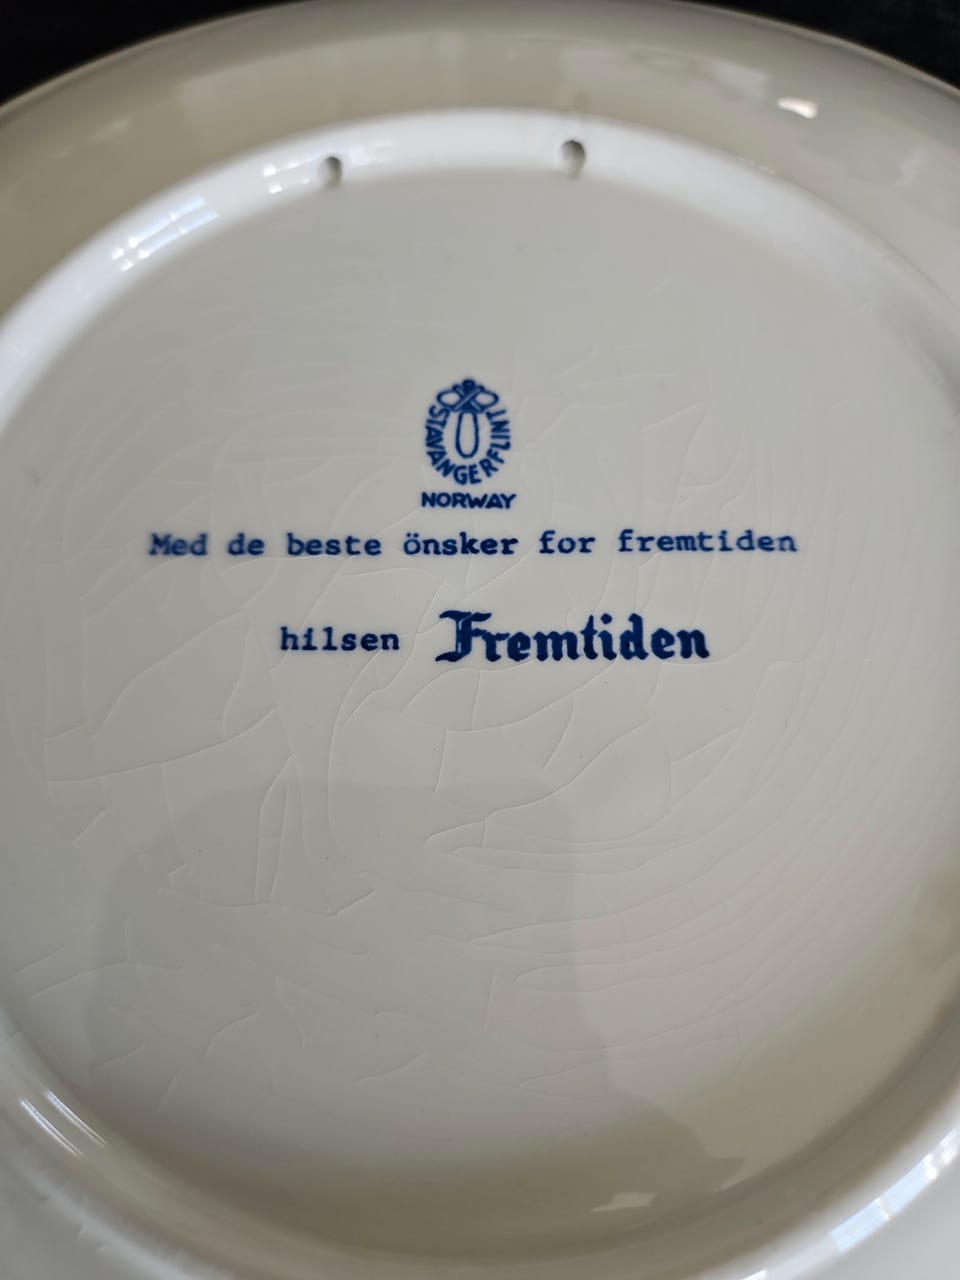 STAVANGERFLINT
NORWAY
Med de beste önsker for fremtiden
hilsen Fremtiden